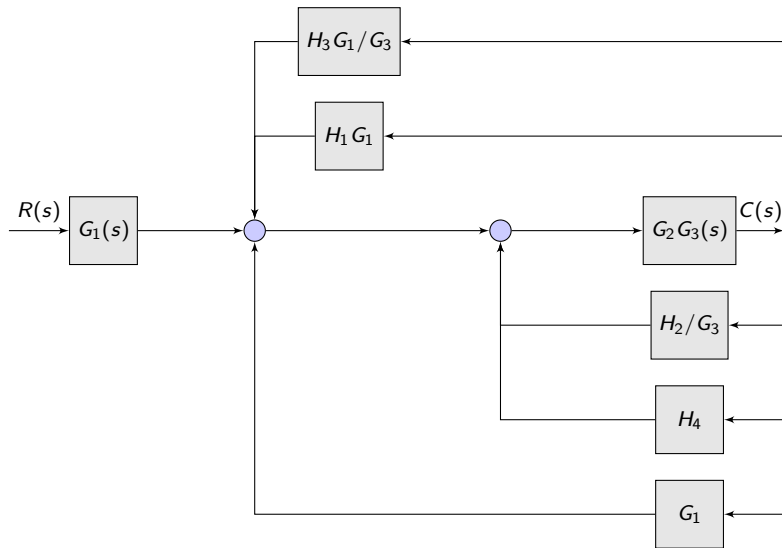 H₃G₁/G₃
H₁G₁
R(s)
G₁(s)
G₂G₃(s)
C(s)
H₂/G₃
H₄
G₁